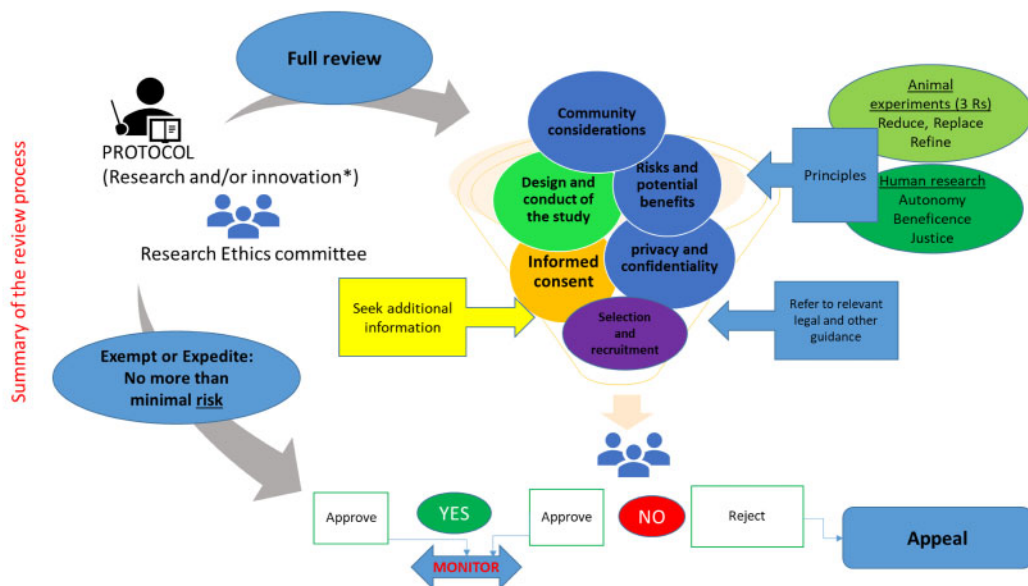 Summary of the review process
Full review
PROTOCOL
(Research and/or innovation*)
Research Ethics committee
Exempt or Expedite:
No more than
minimal risk
Community
considerations
Design and
conduct of
the study
Risks and
potential
benefits
Informed
consent
privacy and
confidentiality
Selection
and
recruitment
Seek additional
information
Principles
Animal
experiments (3 Rs)
Reduce, Replace
Refine
Human research
Autonomy
Beneficence
Justice
Refer to relevant
legal and other
guidance
Approve
YES
Approve
NO
Reject
MONITOR
Appeal